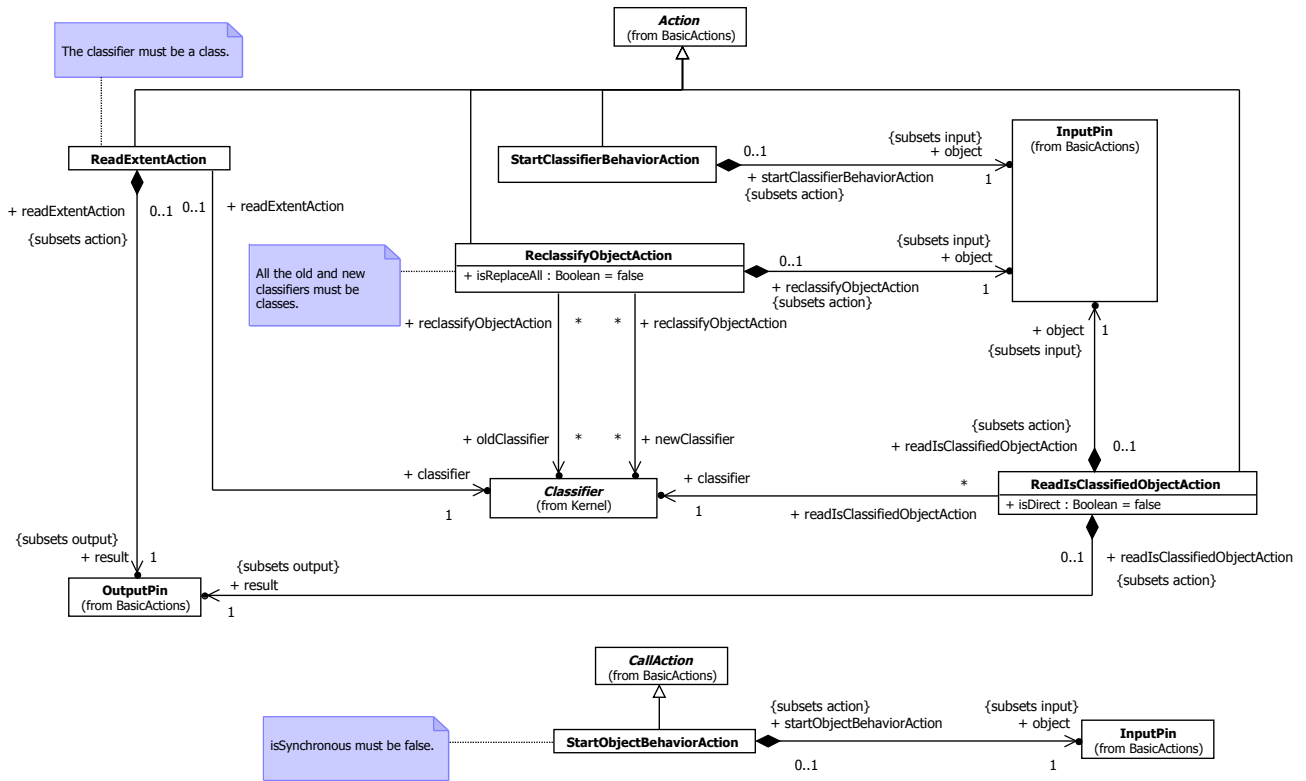 Action
(from BasicActions)
The classifier must be a class.
ReadExtentAction
StartClassifierBehaviorAction
0..1
{subsets input}
+ object
+ startClassifierBehaviorAction
{subsets action}
1
InputPin
(from BasicActions)
+ readExtentAction
0..1
{subsets action}
0..1
+ readExtentAction
All the old and new
classifiers must be
classes.
ReclassifyObjectAction
+ isReplaceAll : Boolean = false
0..1
{subsets input}
+ object
+ reclassifyObjectAction
{subsets action}
1
+ reclassifyObjectAction
*
*
+ reclassifyObjectAction
+ object
1
{subsets input}
+ oldClassifier
*
*
+ newClassifier
{subsets action}
+ readIsClassifiedObjectAction
0..1
+ classifier
1
Classifier
(from Kernel)
+ classifier
1
*
+ readIsClassifiedObjectAction
ReadIsClassifiedObjectAction
+ isDirect : Boolean = false
{subsets output}
+ result
1
OutputPin
(from BasicActions)
{subsets output}
+ result
1
0..1
+ readIsClassifiedObjectAction
{subsets action}
CallAction
(from BasicActions)
isSynchronous must be false.
StartObjectBehaviorAction
{subsets action}
+ startObjectBehaviorAction
0..1
{subsets input}
+ object
1
InputPin
(from BasicActions)